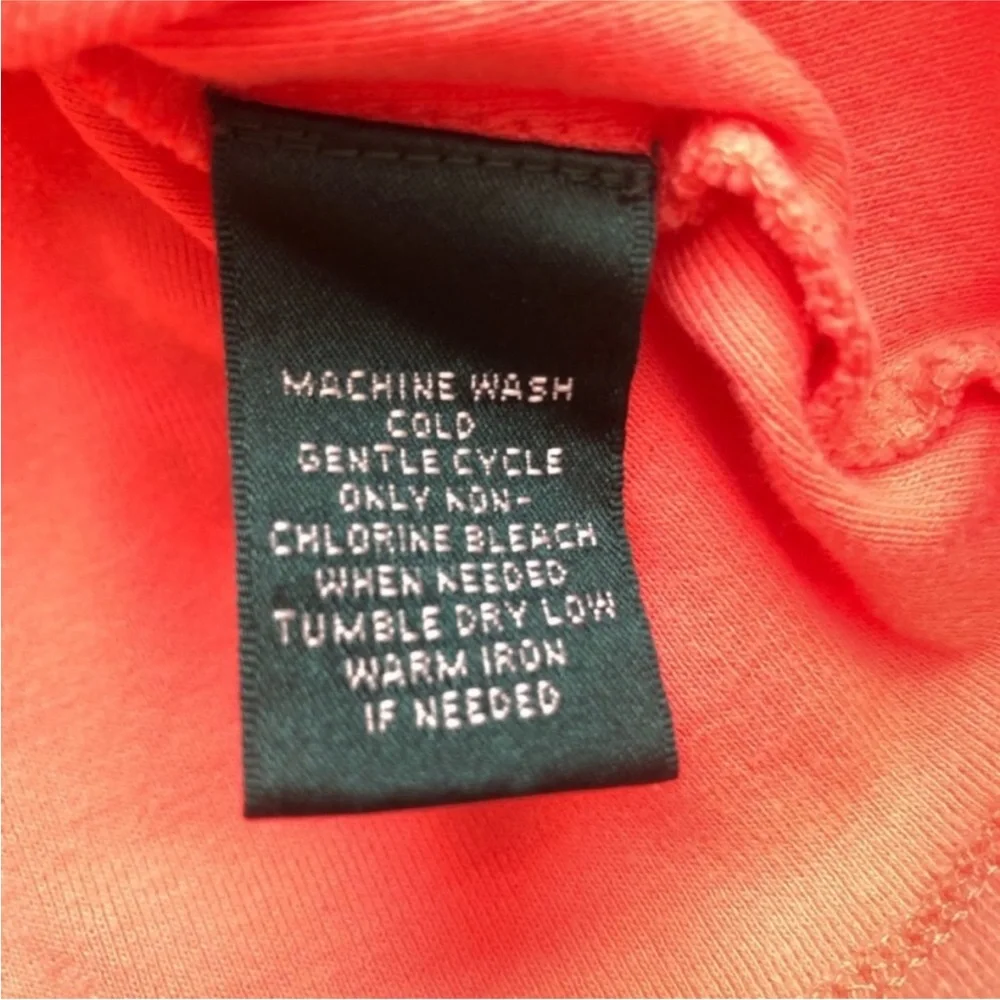 MACHINE WASH
COLD
GENTLE CYCLE
ONLY NON-
CHLORINE BLEACH
WHEN NEEDED
TUMBLE DRY LOW
WARM IRON
IF NEEDED